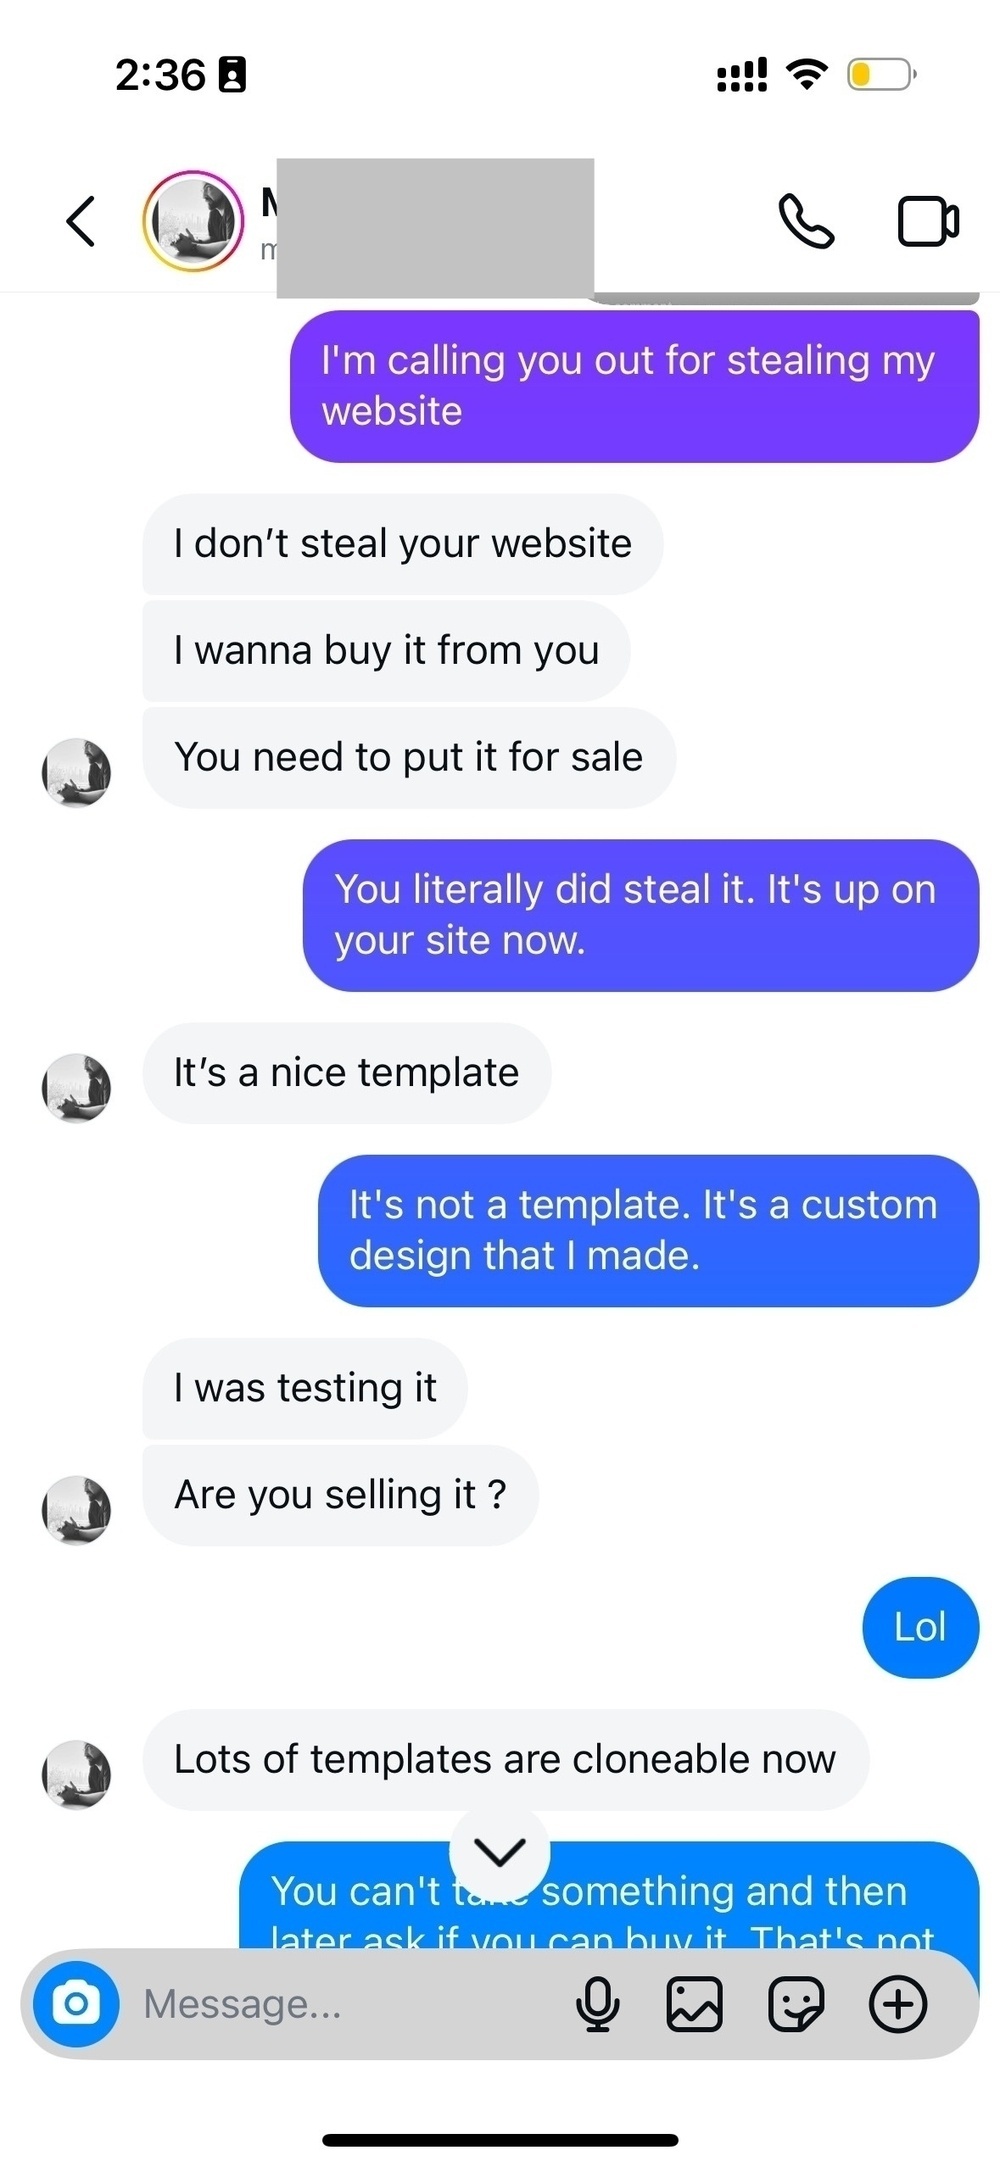 2:36
I'm calling you out for stealing my
website
I don’t steal your website
I wanna buy it from you
You need to put it for sale
You literally did steal it. It's up on
your site now.
It’s a nice template
It's not a template. It's a custom
design that I made.
I was testing it
Are you selling it ?
Lol
Lots of templates are cloneable now
You can't take something and then
later ask if you can buy it. That's not
Message...